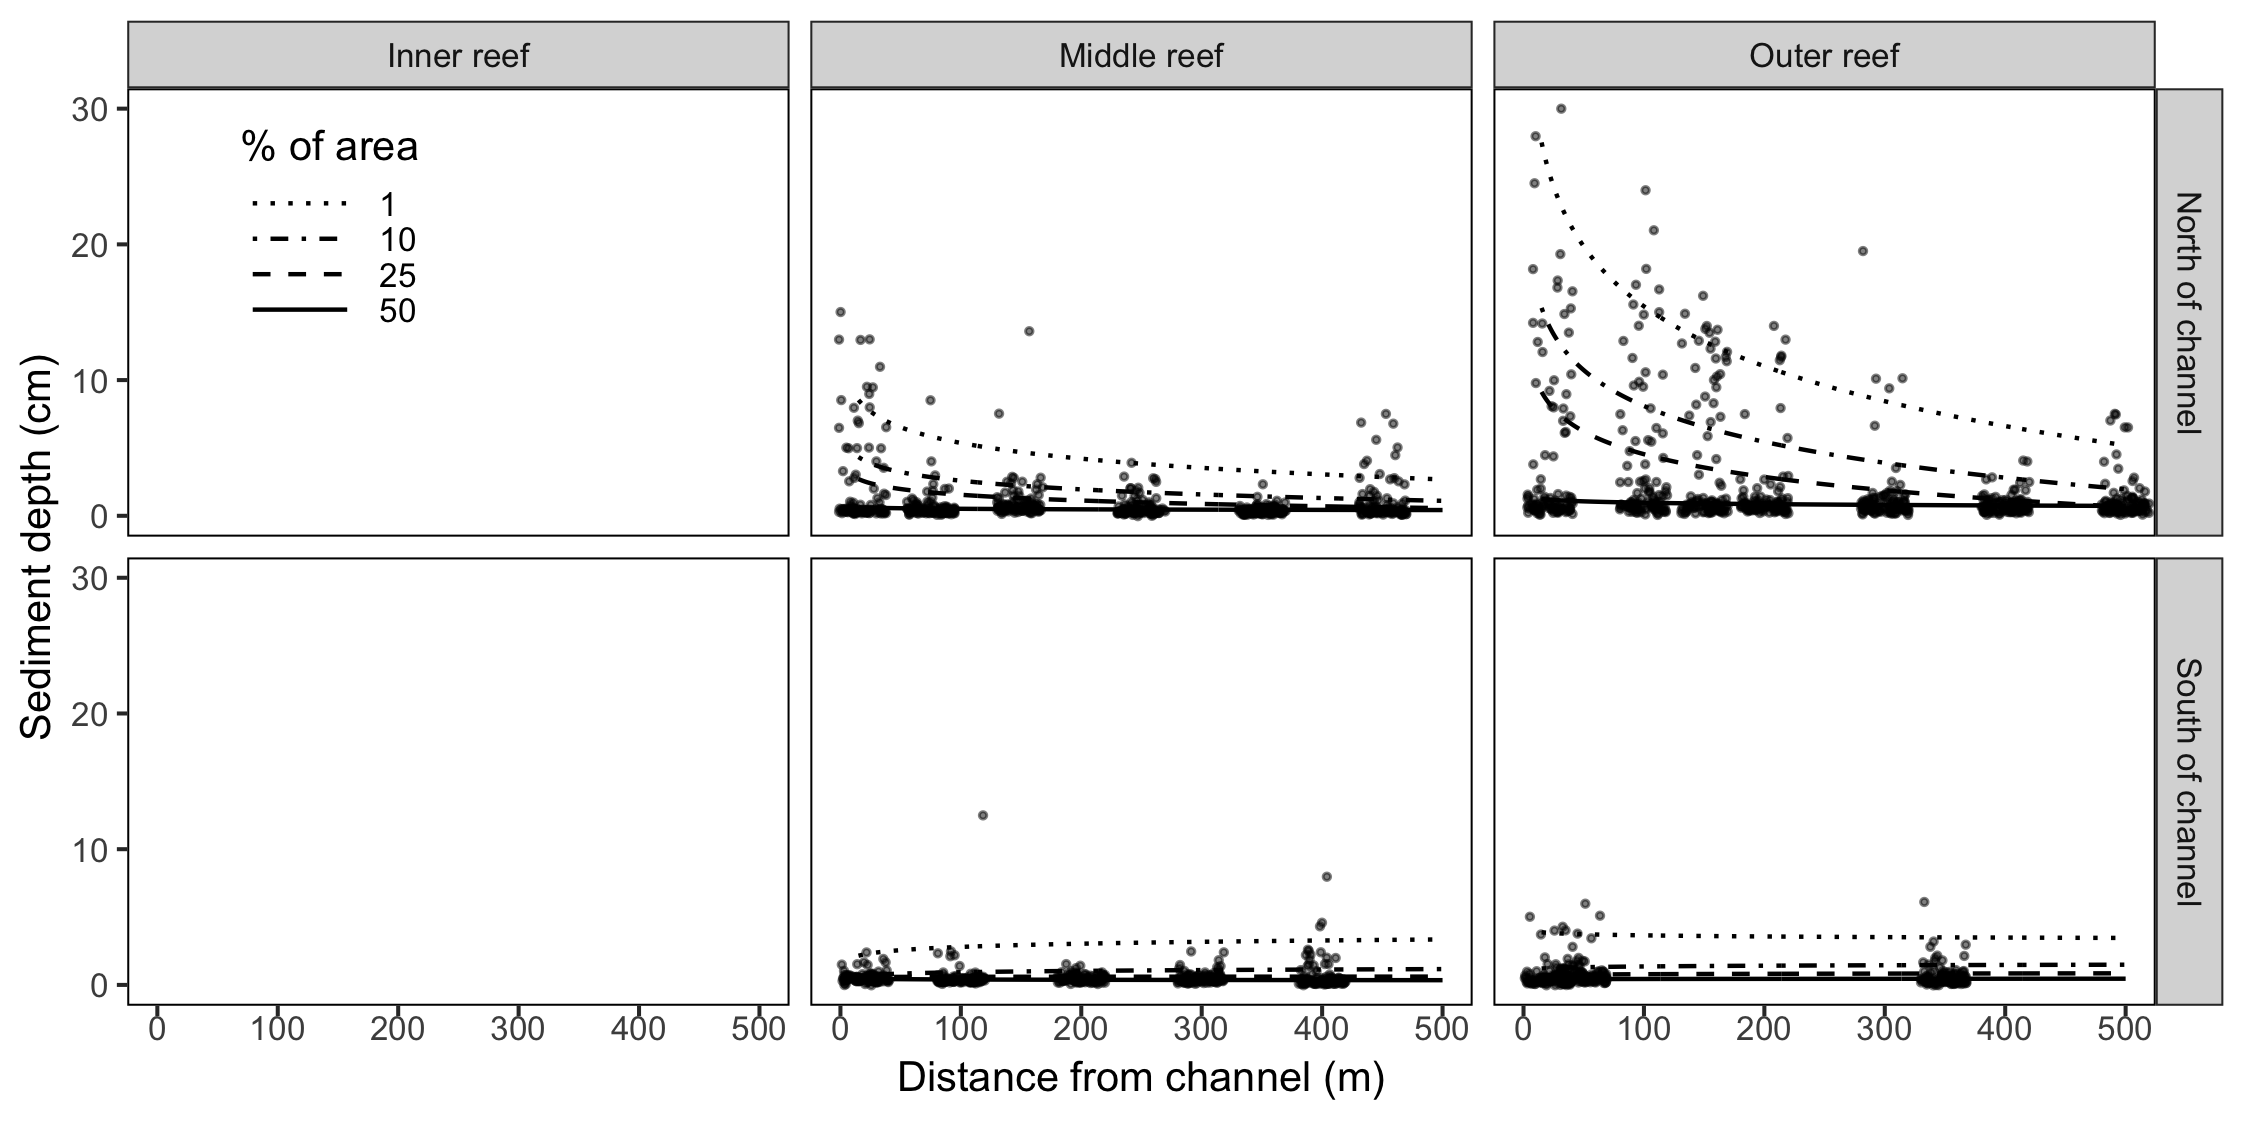 Inner reef
Middle reef
Outer reef
% of area
1
10
25
50
30
20
10
0
North of channel
30
20
10
0
South of channel
Sediment depth (cm)
0 100 200 300 400 500
0 100 200 300 400 500
0 100 200 300 400 500
Distance from channel (m)